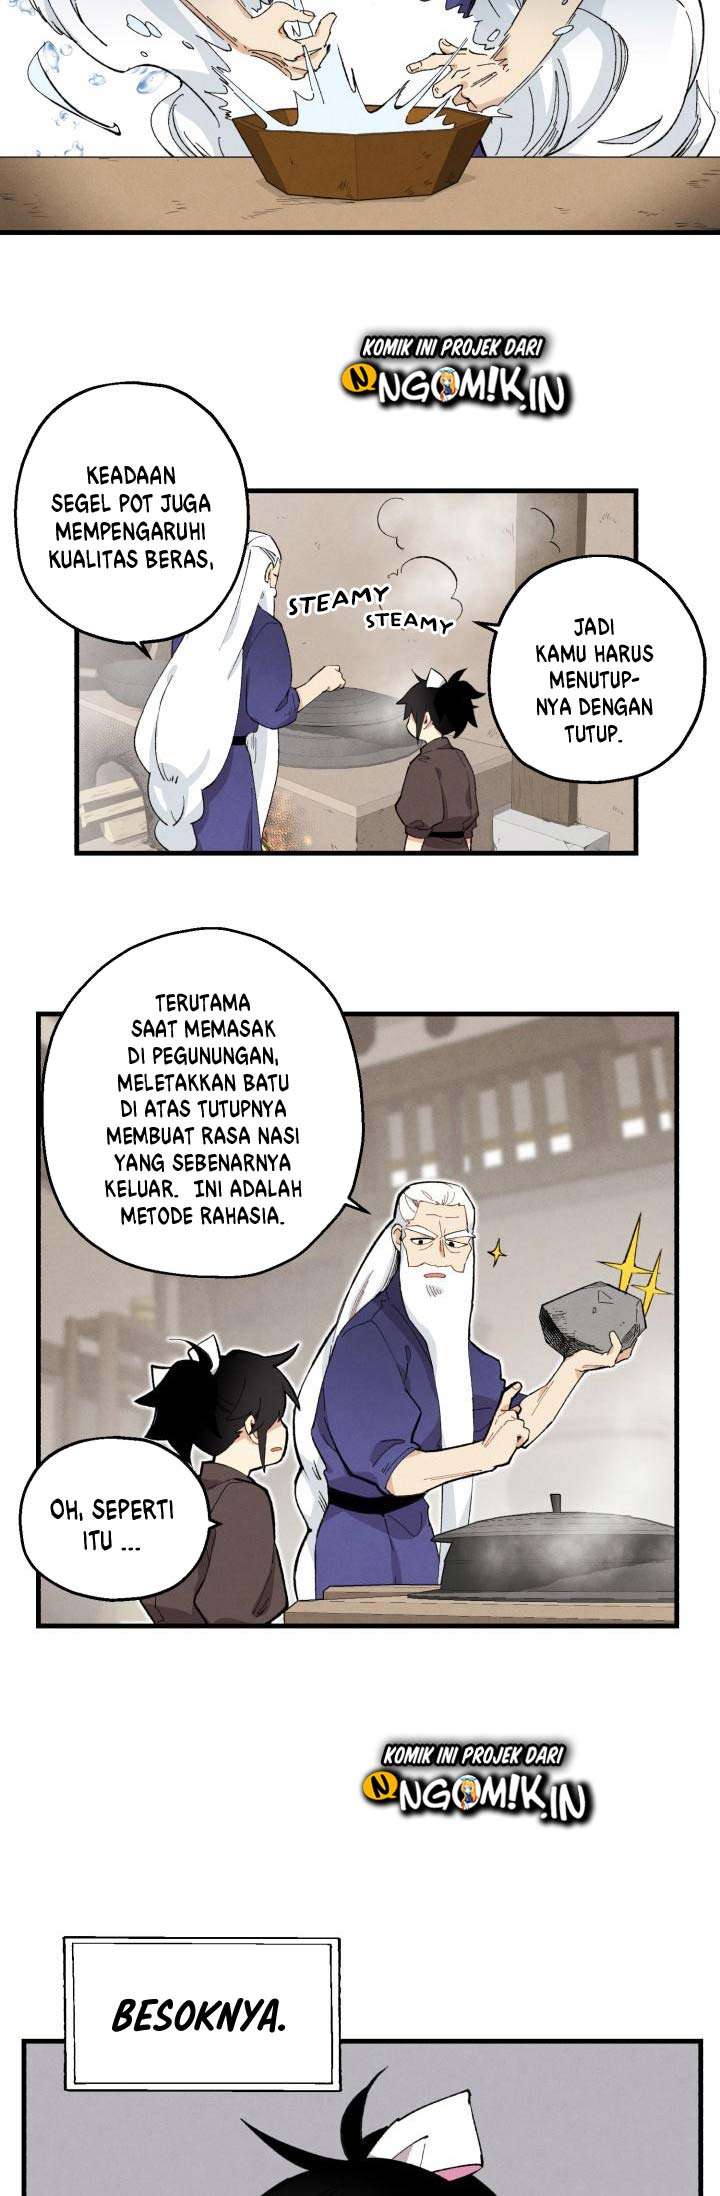 KOMIK INI PROJEK DARI
NGOMIK.IN
KEADAAN
SEGEL POT JUGA
MEMPENGARUHI
KUALITAS BERAS,
STEAMY
STEAMY
JADI
KAMU HARUS
MENUTUP-
NYA DENGAN
TUTUP.
TERUTAMA
SAAT MEMASAK
DI PEGUNUNGAN,
MELETAKKAN BATU
DI ATAS TUTUPNYA
MEMBUAT RASA NASI
YANG SEBENARNYA
KELUAR. INI ADALAH
METODE RAHASIA.
OH, SEPERTI
ITU ...
KOMIK INI PROJEK DARI
NGOMIK.IN
BESOKNYA.